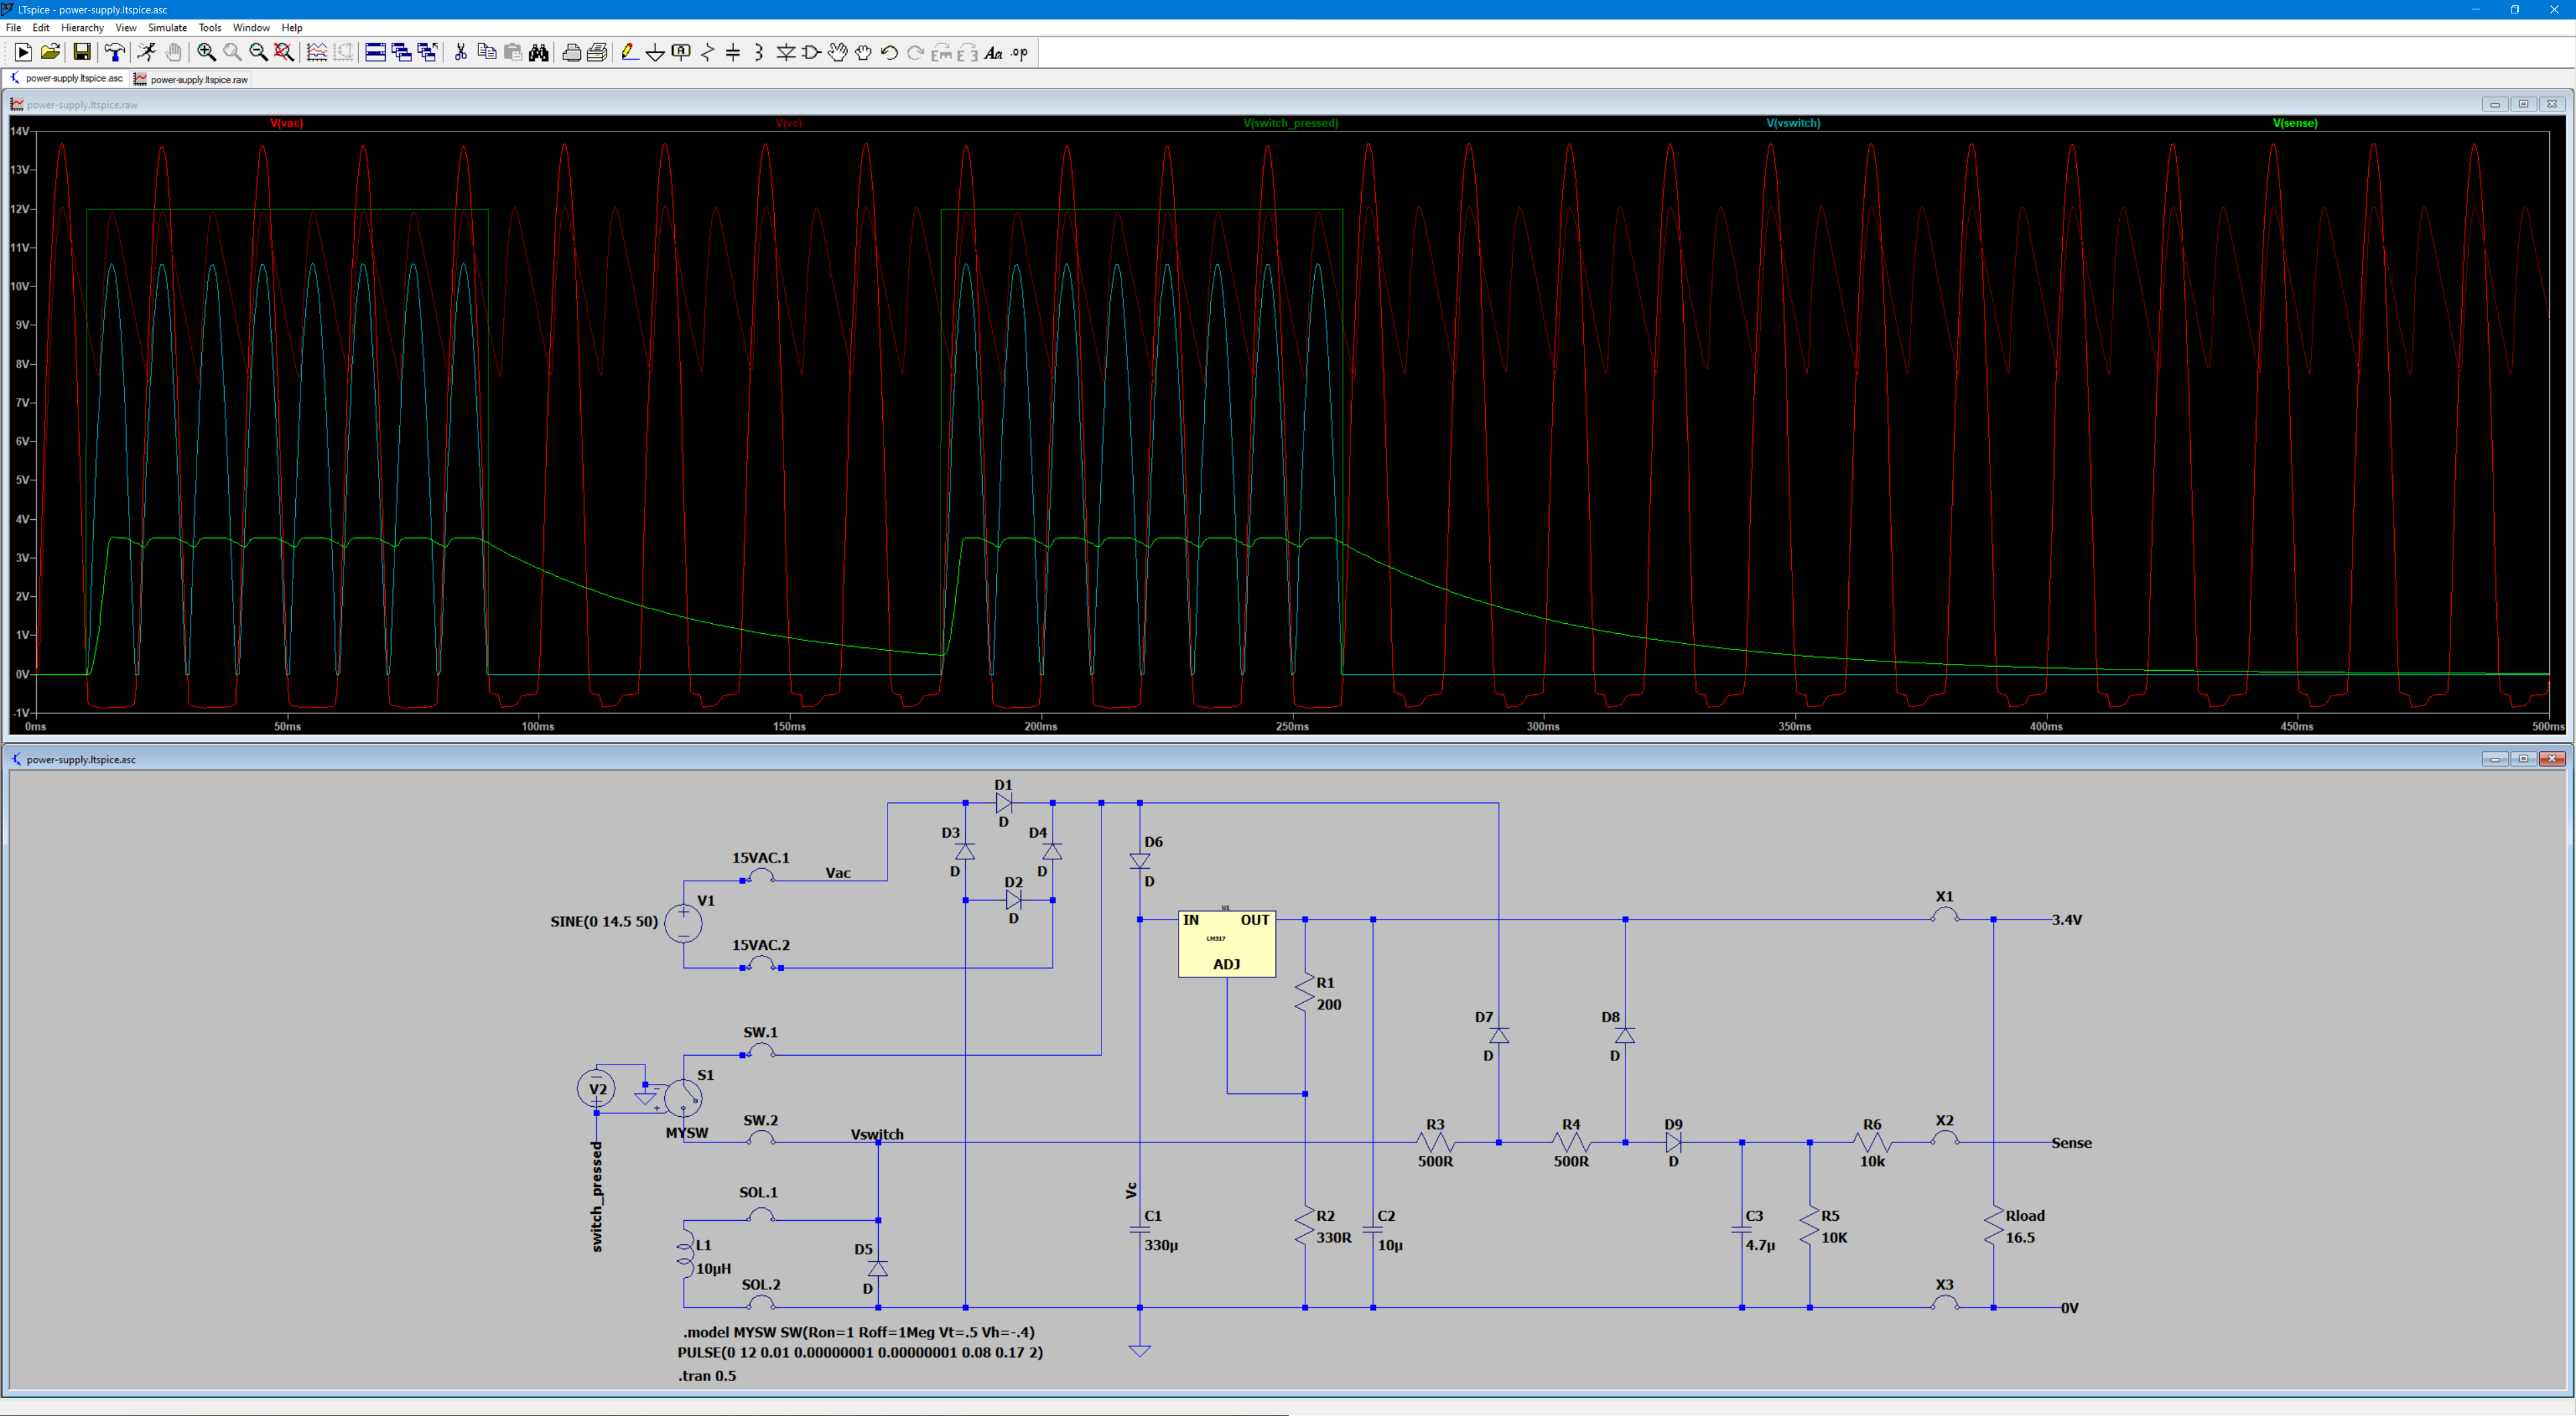 LTspice - power-supply.ltspice.asc
File Edit Hierarchy View Simulate Tools Window Help
power-supply.ltspice.asc power-supply.ltspice.raw
power-supply.ltspice.raw
V(vac) V(vc) V(switch_pressed) V(vswitch) V(sense)
14V
13V
12V
11V
10V
9V
8V
7V
6V
5V
4V
3V
2V
1V
0V
-1V
0ms 50ms 100ms 150ms 200ms 250ms 300ms 350ms 400ms 450ms 500ms
power-supply.ltspice.asc
D1
D
D3 D4
D D
D2
D
D6
D
15VAC.1
Vac
V1
SINE(0 14.5 50)
15VAC.2
U1
IN OUT
LM317
ADJ
X1
3.4V
R1
200
D7
D
D8
D
SW.1
S1
V2
MYSW
switch_pressed
SW.2
Vswitch
R3
500R
R4
500R
D9
D
R6
10k
X2
Sense
SOL.1
L1
10µH
SOL.2
D5
D
Vc
C1
330µ
R2
330R
C2
10µ
C3
4.7µ
R5
10K
Rload
16.5
X3
0V
.model MYSW SW(Ron=1 Roff=1Meg Vt=.5 Vh=-.4)
PULSE(0 12 0.01 0.00000001 0.00000001 0.08 0.17 2)
.tran 0.5